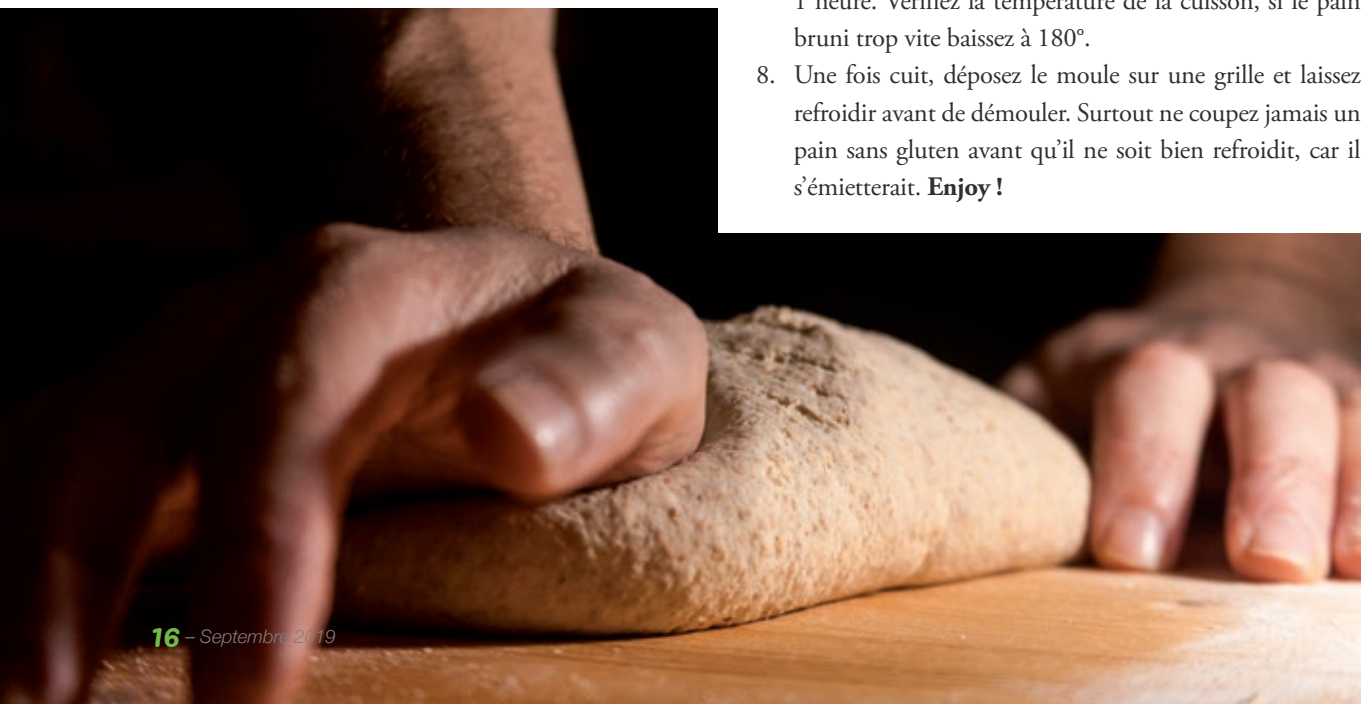 1 heure. Vérifiez la température de la cuisson, si le pain
bruni trop vite baissez à 180°.
8. Une fois cuit, déposez le moule sur une grille et laissez
refroidir avant de démouler. Surtout ne coupez jamais un
pain sans gluten avant qu’il ne soit bien refroidit, car il
s’émietterait. Enjoy !
16 – Septembre 2019